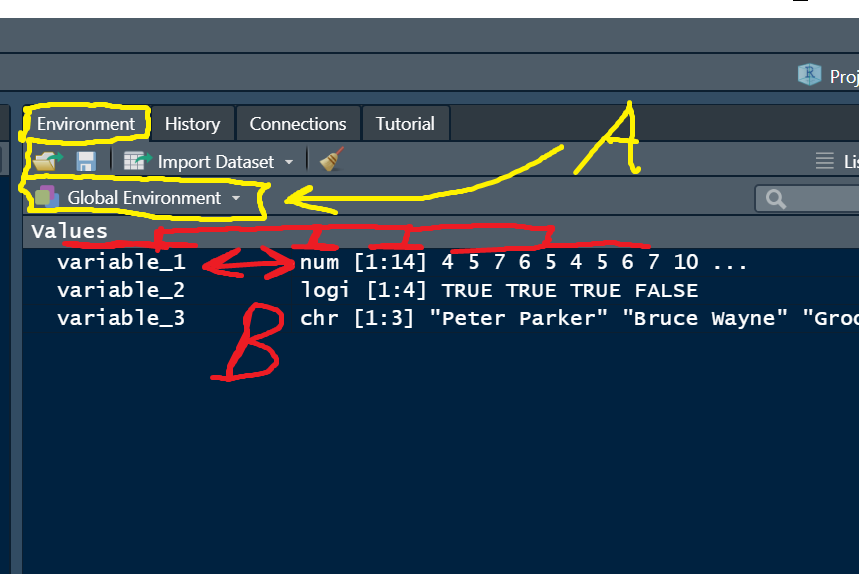 Proj
Environment History Connections Tutorial
A
Import Dataset Lis
Global Environment
Values
variable_1 num [1:14] 4 5 7 6 5 4 5 6 7 10 ...
variable_2 logi [1:4] TRUE TRUE TRUE FALSE
variable_3 chr [1:3] "Peter Parker" "Bruce Wayne" "Groo
B